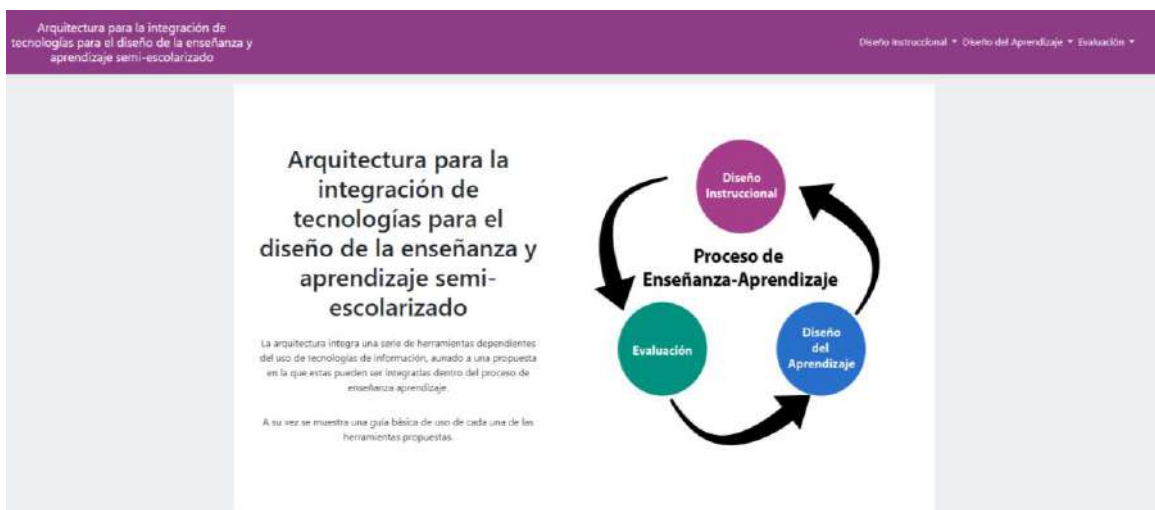 Arquitectura para la integración de
tecnologías para el diseño de la enseñanza y
aprendizaje semi-escolarizado
Diseño Instruccional Diseño del Aprendizaje Evaluación
Arquitectura para la
integración de
tecnologías para el
diseño de la enseñanza y
aprendizaje semi-
escolarizado
La arquitectura integra una serie de herramientas dependientes
del uso de tecnologías de información, aunado a una propuesta
en la que estas pueden ser integradas dentro del proceso de
enseñanza aprendizaje.
A su vez se muestra una guía básica de uso de cada una de las
herramientas propuestas.
Diseño
Instruccional
Proceso de
Enseñanza-Aprendizaje
Evaluación
Diseño
del
Aprendizaje